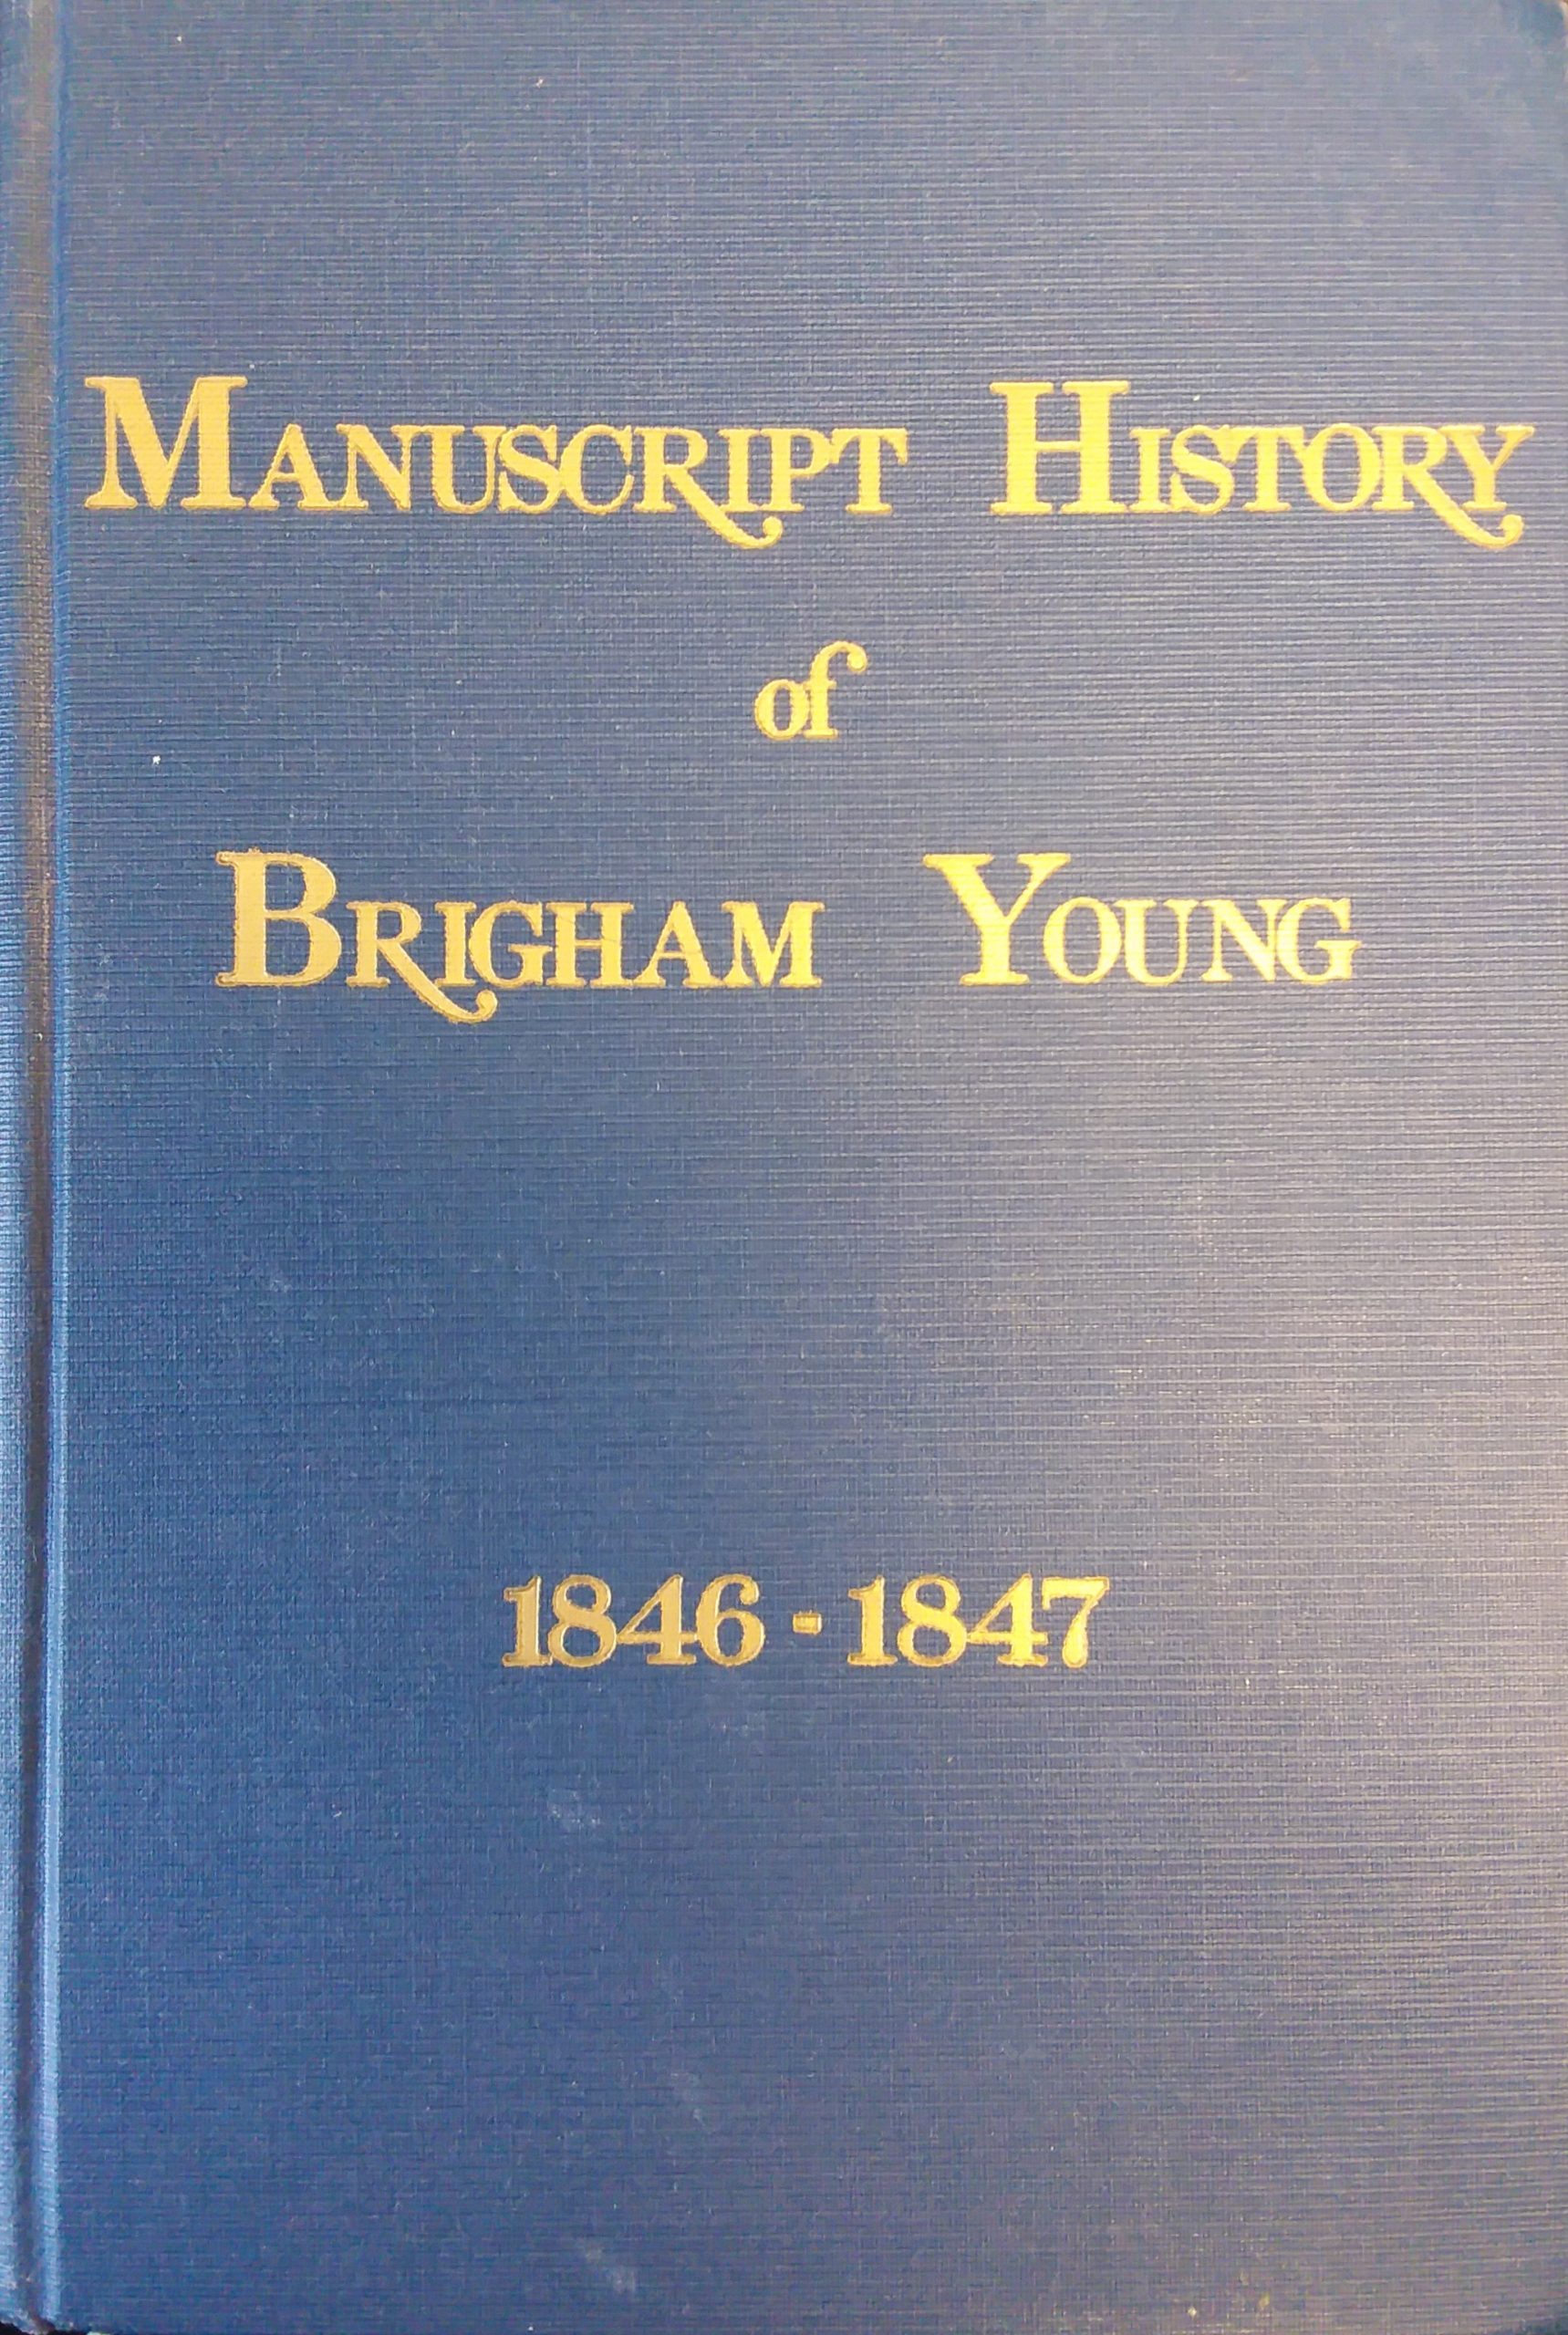 Manuscript History
of
Brigham Young
1846-1847